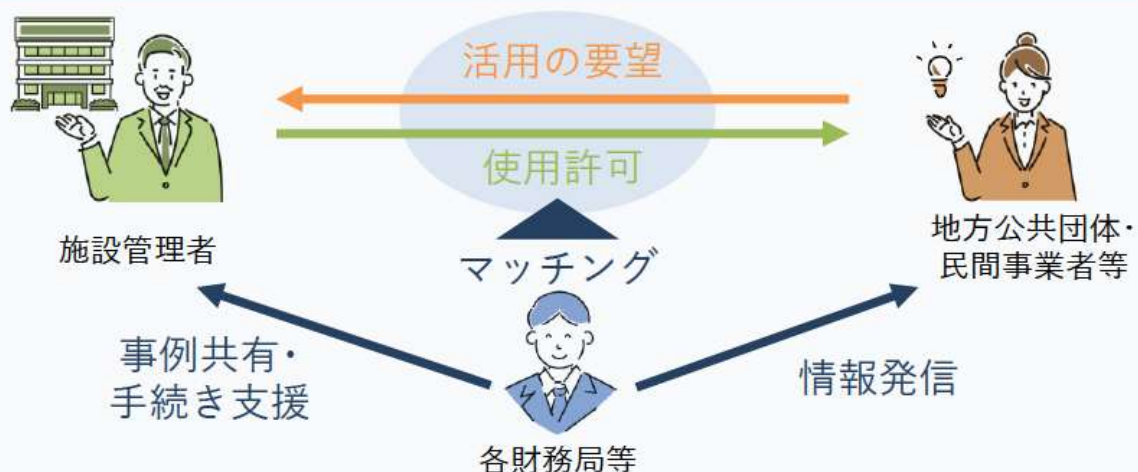 活用の要望
使用許可
施設管理者
地方公共団体・
民間事業者等
マッチング
事例共有・
手続き支援
情報発信
各財務局等